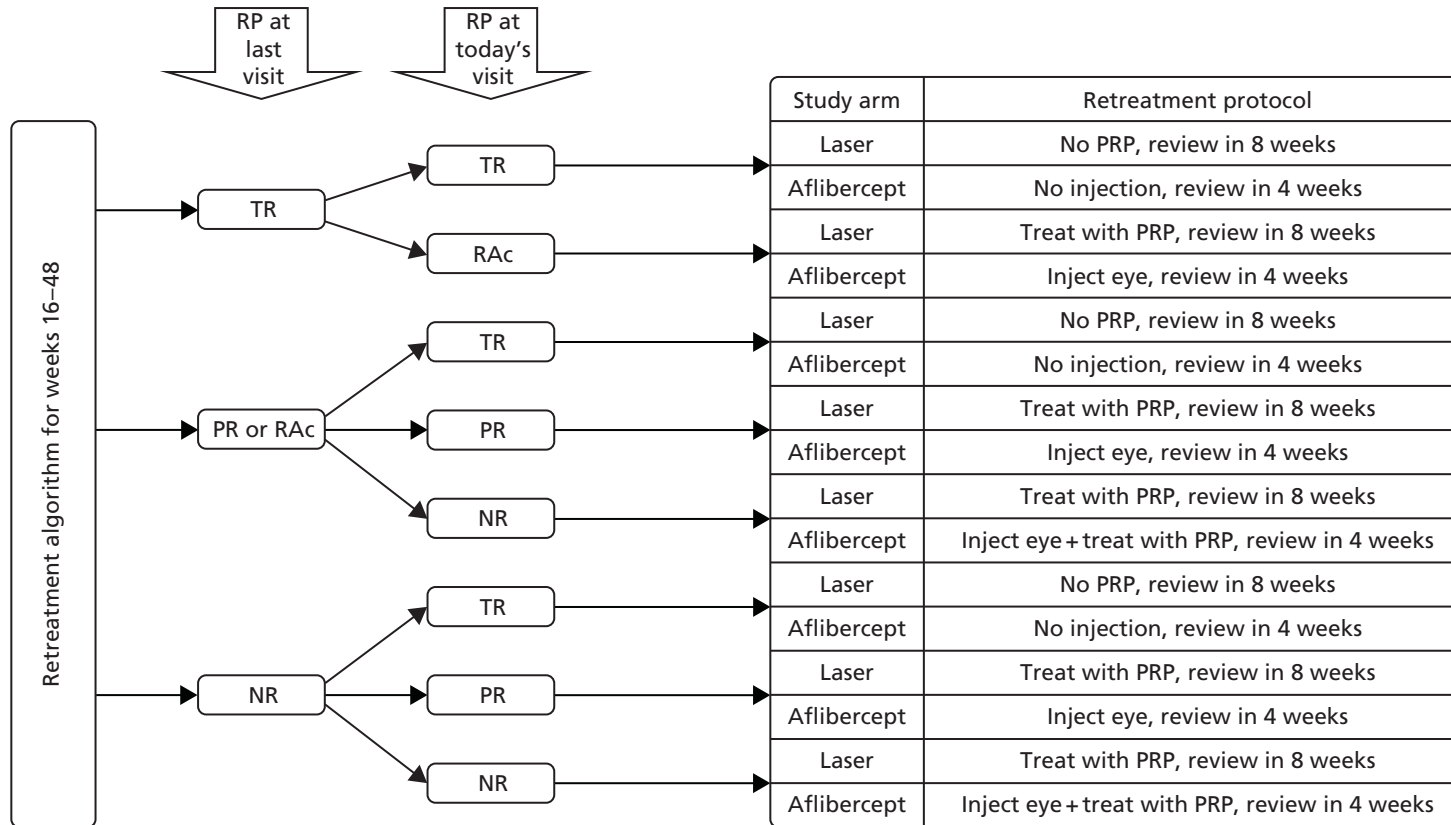 RP at
last
visit
RP at
today's
visit
Study arm
Retreatment protocol
Retreatment algorithm for weeks 16–48
TR
TR
Laser
No PRP, review in 8 weeks
Aflibercept
No injection, review in 4 weeks
RAc
Laser
Treat with PRP, review in 8 weeks
Aflibercept
Inject eye, review in 4 weeks
PR or RAc
TR
Laser
No PRP, review in 8 weeks
Aflibercept
No injection, review in 4 weeks
PR
Laser
Treat with PRP, review in 8 weeks
Aflibercept
Inject eye, review in 4 weeks
NR
Laser
Treat with PRP, review in 8 weeks
Aflibercept
Inject eye + treat with PRP, review in 4 weeks
NR
TR
Laser
No PRP, review in 8 weeks
Aflibercept
No injection, review in 4 weeks
PR
Laser
Treat with PRP, review in 8 weeks
Aflibercept
Inject eye, review in 4 weeks
NR
Laser
Treat with PRP, review in 8 weeks
Aflibercept
Inject eye + treat with PRP, review in 4 weeks